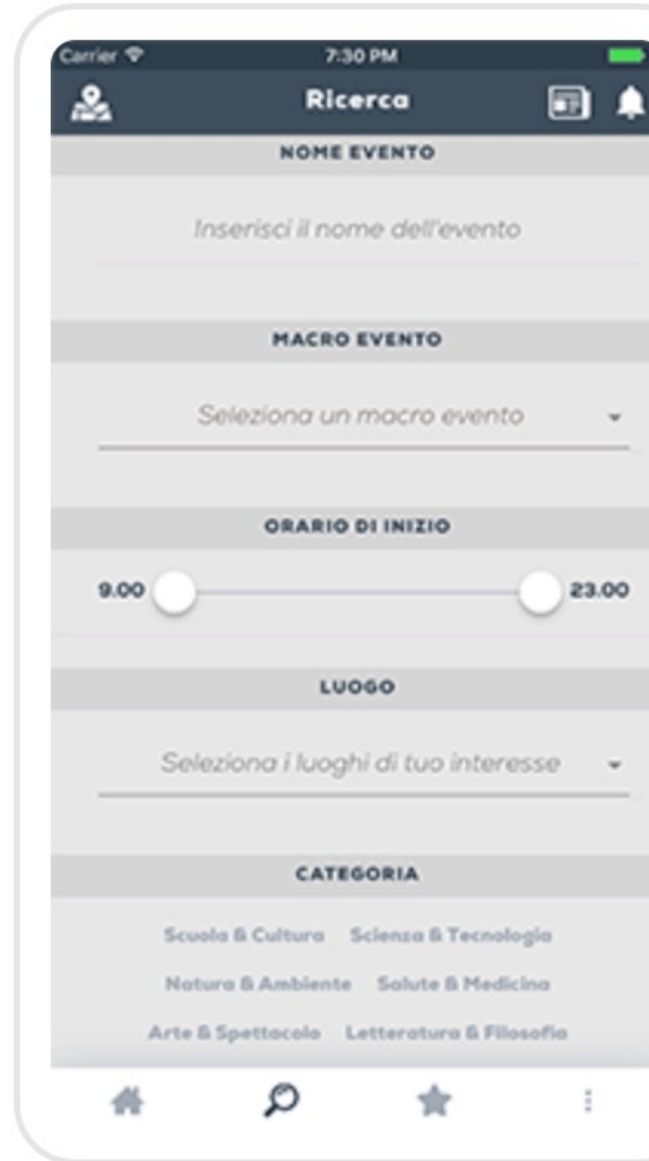 Carrier 7:30 PM
Ricerca
NOME EVENTO
Inserisci il nome dell'evento
MACRO EVENTO
Seleziona un macro evento
ORARIO DI INIZIO
9.00 23.00
LUOGO
Seleziona i luoghi di tuo interesse
CATEGORIA
Scuola & Cultura Scienza & Tecnologia
Natura & Ambiente Salute & Medicina
Arte & Spettacolo Letteratura & Filosofia